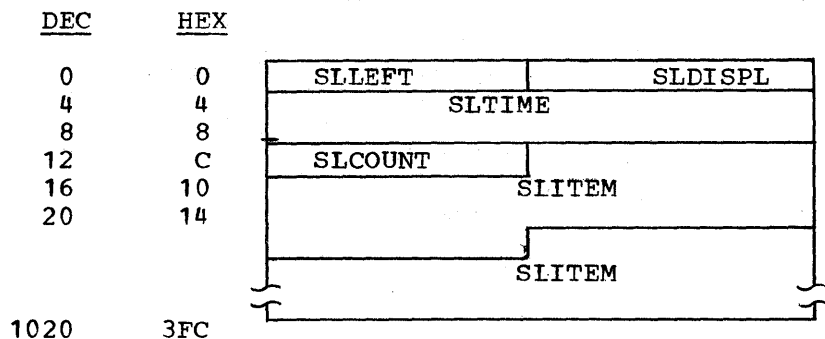 DEC HEX
0 0 SLLEFT SLDISPL
4 4 SLTIME
8 8
12 C SLCOUNT
16 10 SLITEM
20 14
SLITEM
1020 3FC